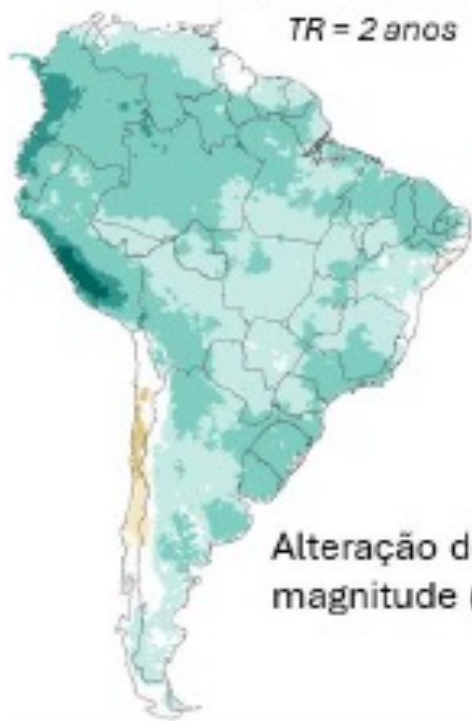 TR = 2 anos
Alteração d
magnitude (